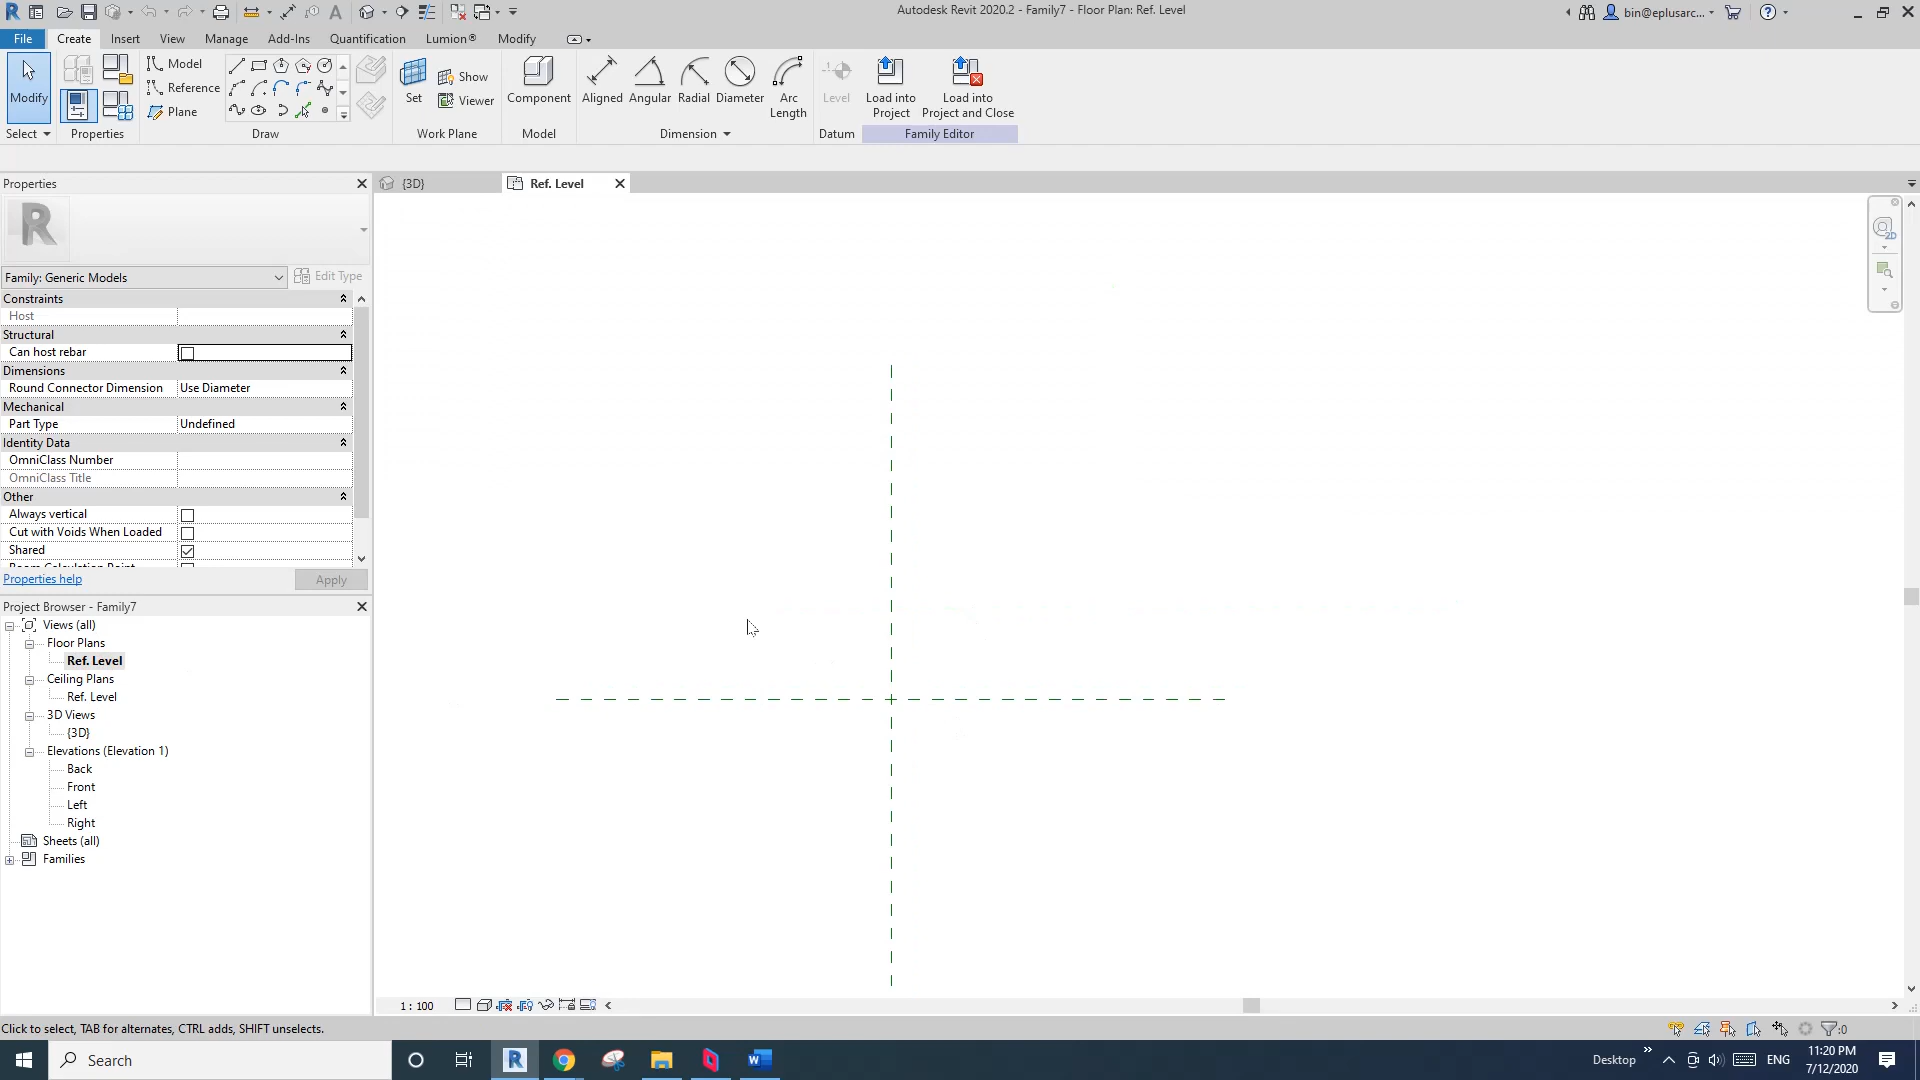 Autodesk Revit 2020.2 - Family7 - Floor Plan: Ref. Level
bin@eplusarc...
File Create Insert View Manage Add-Ins Quantification Lumion® Modify
Modify
Select
Properties
Model
Reference
Plane
Draw
Set
Show
Viewer
Work Plane
Component
Model
Aligned
Angular
Radial
Diameter
Arc
Length
Dimension
Level
Datum
Load into
Project
Load into
Project and Close
Family Editor
Properties
{3D}
Ref. Level
Family: Generic Models
Edit Type
Constraints
Host
Structural
Can host rebar
Dimensions
Round Connector Dimension Use Diameter
Mechanical
Part Type Undefined
Identity Data
OmniClass Number
OmniClass Title
Other
Always vertical
Cut with Voids When Loaded
Shared
Room Calculation Point
Properties help
Apply
Project Browser - Family7
Views (all)
Floor Plans
Ref. Level
Ceiling Plans
Ref. Level
3D Views
{3D}
Elevations (Elevation 1)
Back
Front
Left
Right
Sheets (all)
Families
1 : 100
Click to select, TAB for alternates, CTRL adds, SHIFT unselects.
:0
Search
Desktop
ENG
11:20 PM
7/12/2020
2D